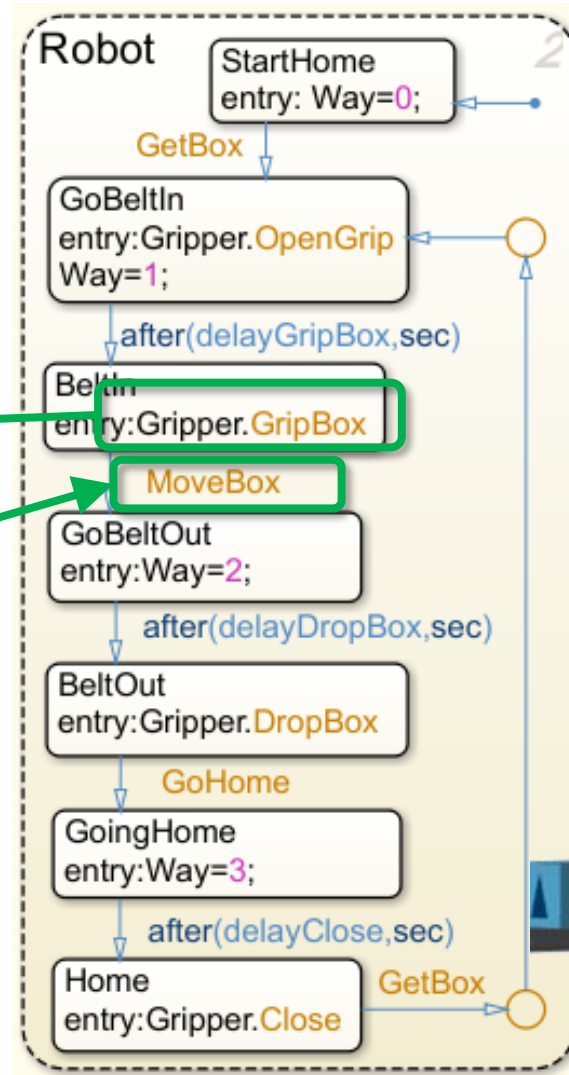 Robot
2
StartHome
entry: Way=0;
GetBox
GoBeltIn
entry:Gripper.OpenGrip
Way=1;
after(delayGripBox,sec)
BeltIn
entry:Gripper.GripBox
MoveBox
GoBeltOut
entry:Way=2;
after(delayDropBox,sec)
BeltOut
entry:Gripper.DropBox
GoHome
GoingHome
entry:Way=3;
after(delayClose,sec)
Home
entry:Gripper.Close
GetBox